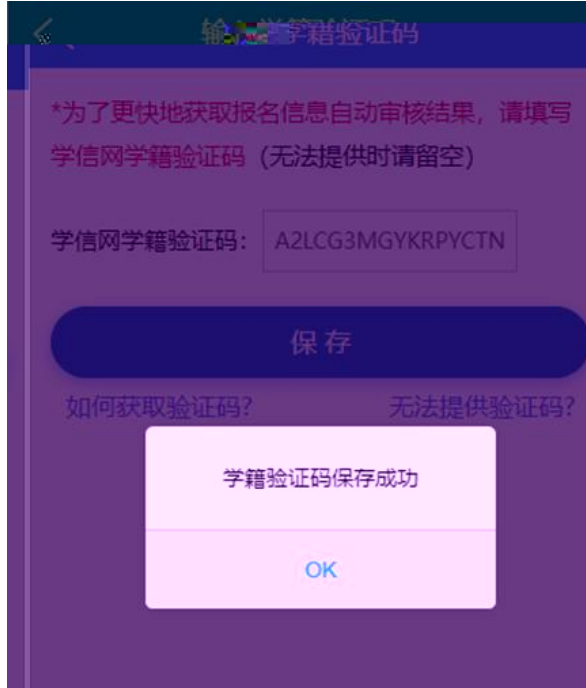 输入学籍验证码
*为了更快地获取报名信息自动审核结果，请填写
学信网学籍验证码（无法提供时请留空）
学信网学籍验证码：A2LCG3MGYKRPYCTN
保存
如何获取验证码？ 无法提供验证码？
学籍验证码保存成功
OK